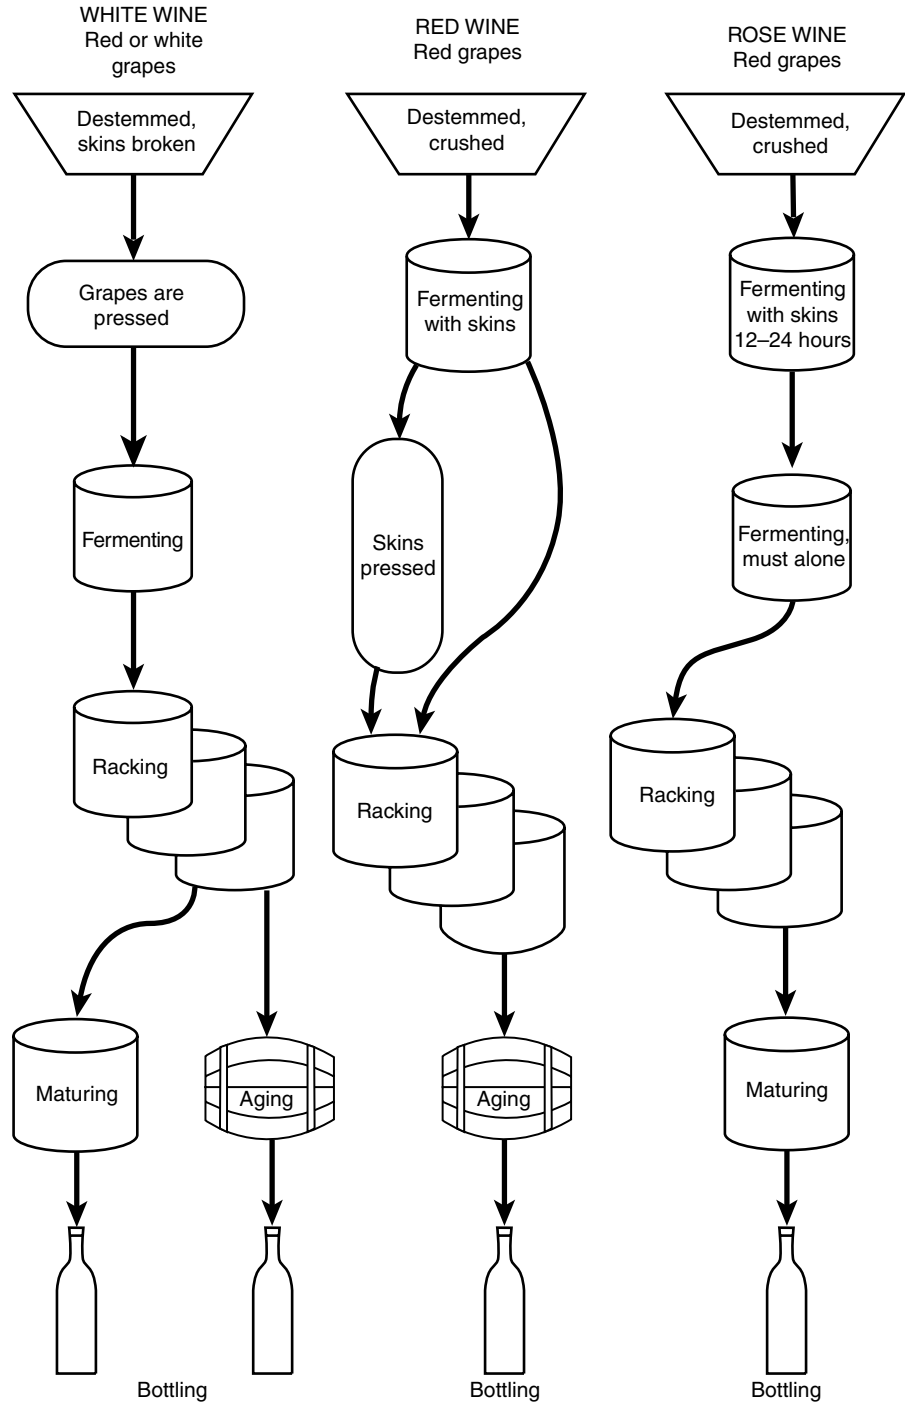 WHITE WINE
Red or white
grapes
Destemmed,
skins broken
Grapes are
pressed
Fermenting
Racking
Maturing
Aging
Bottling
RED WINE
Red grapes
Destemmed,
crushed
Fermenting
with skins
Skins
pressed
Racking
Aging
Bottling
ROSE WINE
Red grapes
Destemmed,
crushed
Fermenting
with skins
12–24 hours
Fermenting,
must alone
Racking
Maturing
Bottling